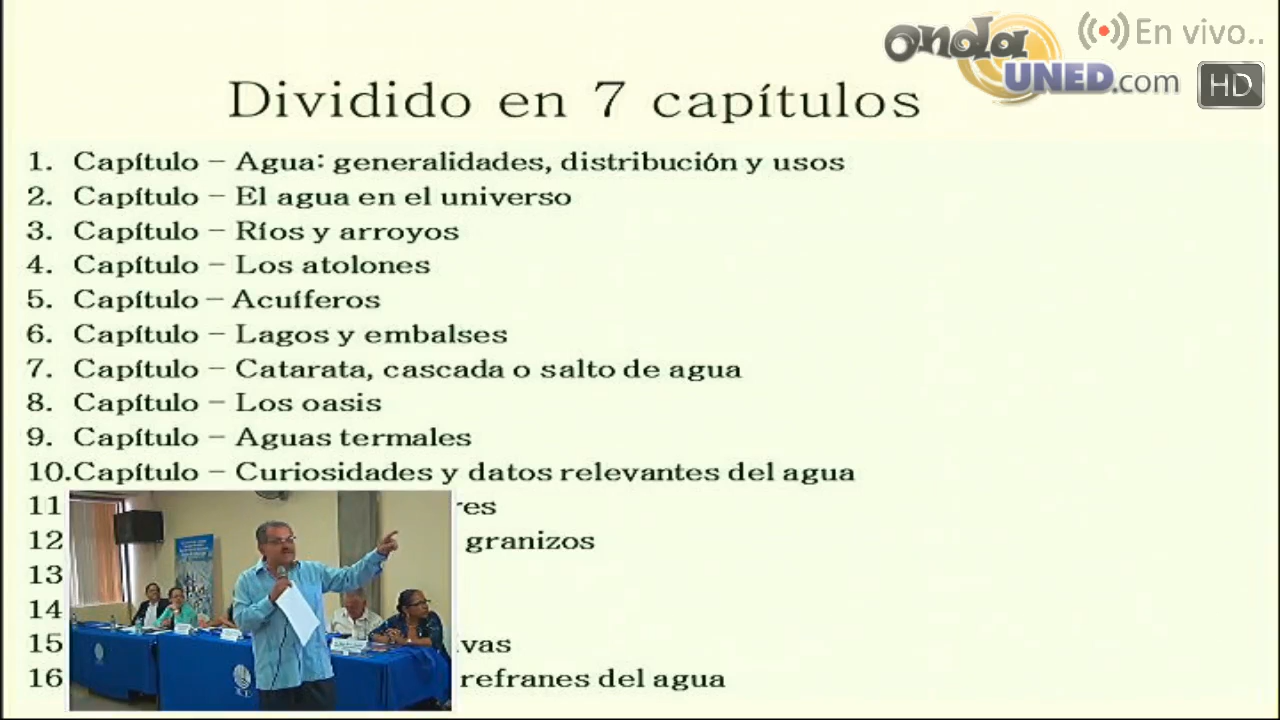 onda
UNED.com
En vivo..
HD
Dividido en 7 capítulos
1. Capítulo – Agua: generalidades, distribución y usos
2. Capítulo – El agua en el universo
3. Capítulo – Ríos y arroyos
4. Capítulo – Los atolones
5. Capítulo – Acuíferos
6. Capítulo – Lagos y embalses
7. Capítulo – Catarata, cascada o salto de agua
8. Capítulo – Los oasis
9. Capítulo – Aguas termales
10.Capítulo – Curiosidades y datos relevantes del agua
11 res
12 granizos
13
14
15 ivas
16 refranes del agua